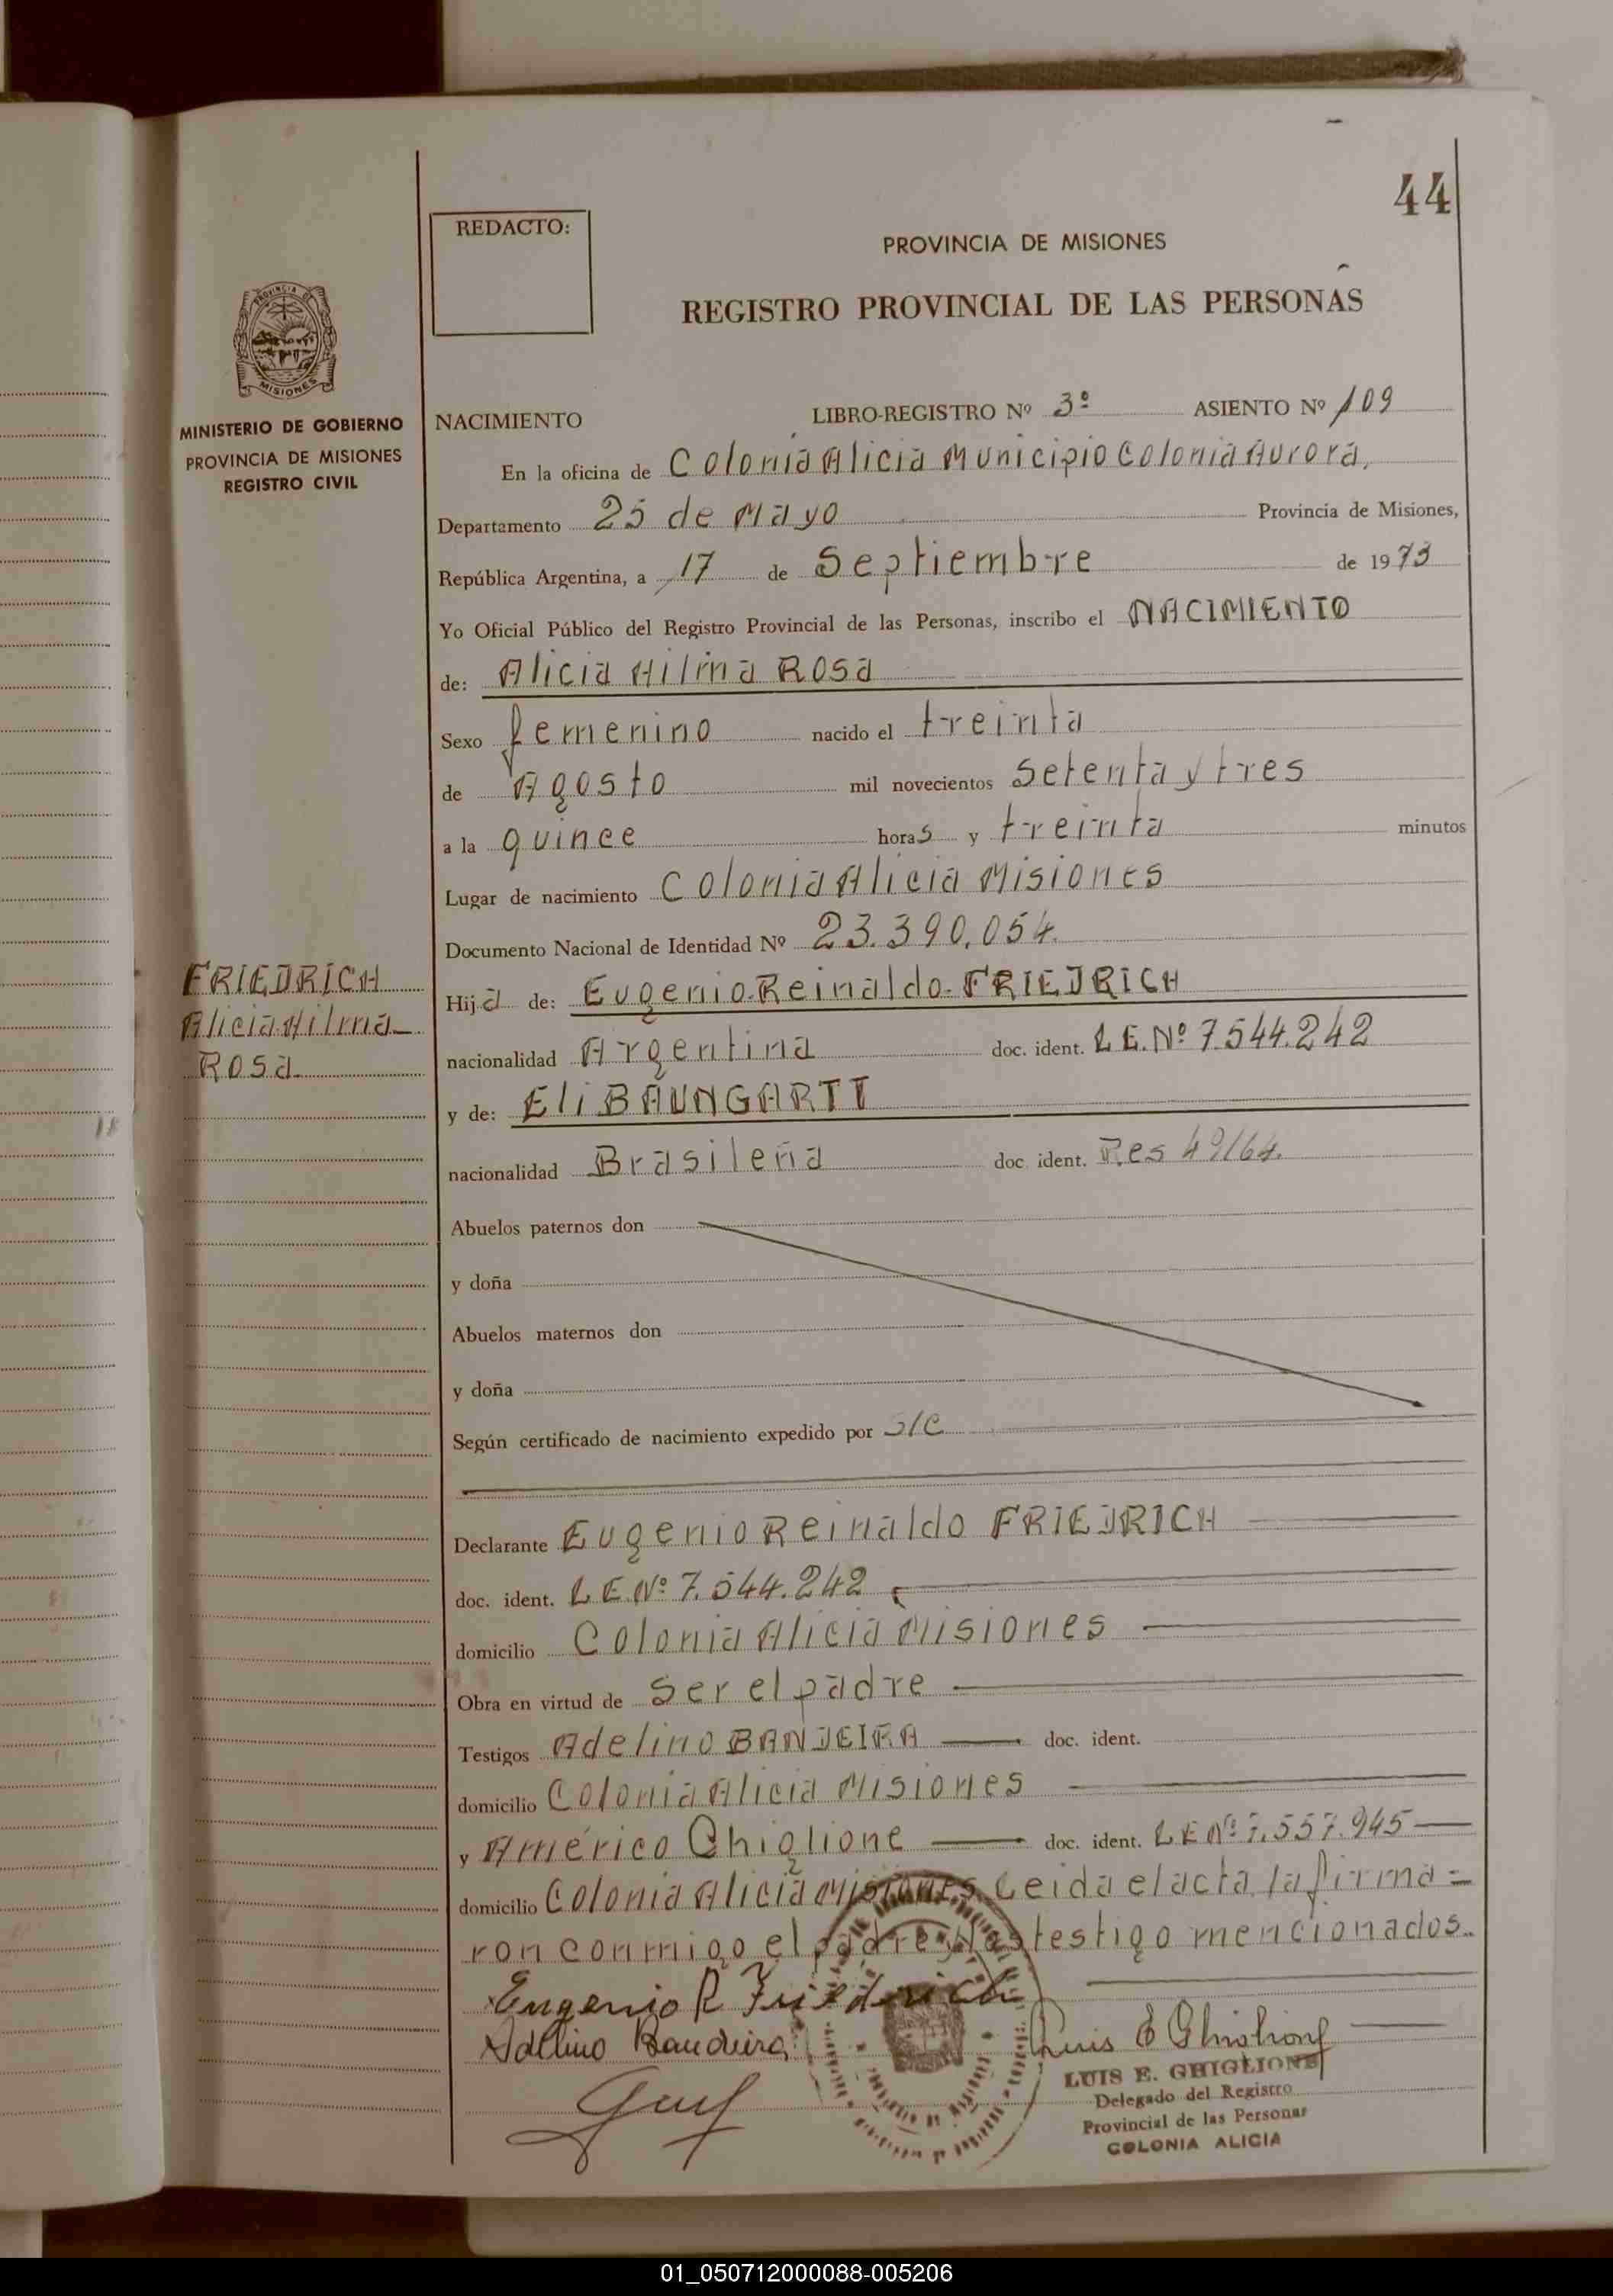 44
REDACTO:
PROVINCIA DE MISIONES
REGISTRO PROVINCIAL DE LAS PERSONAS
PROVINCIA DE
MISIONES
MINISTERIO DE GOBIERNO
PROVINCIA DE MISIONES
REGISTRO CIVIL
NACIMIENTO LIBRO-REGISTRO Nº 3º ASIENTO Nº 109
En la oficina de Colonia Alicia Municipio Colonia Aurora,
Departamento 25 de Mayo Provincia de Misiones,
República Argentina, a 17 de Septiembre de 1973
Yo Oficial Público del Registro Provincial de las Personas, inscribo el NACIMIENTO
de: Alicia Hilma Rosa
Sexo femenino nacido el treinta
de Agosto mil novecientos setenta y tres
a la quince horas y treinta minutos
Lugar de nacimiento Colonia Alicia Misiones
Documento Nacional de Identidad Nº 23.390.054.
FRIEDRICH
Alicia Hilma
Rosa
Hija de: Eugenio Reinaldo FRIEDRICH
nacionalidad Argentina doc. ident. L.E. Nº 7.544.242
y de: Eli BAUNGARTT
nacionalidad Brasileña doc ident. Res 49/64.
Abuelos paternos don
y doña
Abuelos maternos don
y doña
Según certificado de nacimiento expedido por S/C
Declarante Eugenio Reinaldo FRIEDRICH
doc. ident. L.E. Nº 7.544.242
domicilio Colonia Alicia Misiones
Obra en virtud de Ser el padre
Testigos Adelino BANDEIRA doc. ident.
domicilio Colonia Alicia Misiones
y Américo Ghiglione doc. ident. L E Nº 7.557.945
domicilio Colonia Alicia Misiones. Leida el acta, la firma=
ron conmigo el padre y los testigo mencionados.
Eugenio R Friederich
Adelino Bandeira
Luis E Ghiglione
LUIS E. GHIGLIONE
Delegado del Registro
Provincial de las Personas
COLONIA ALICIA
01_050712000088-005206